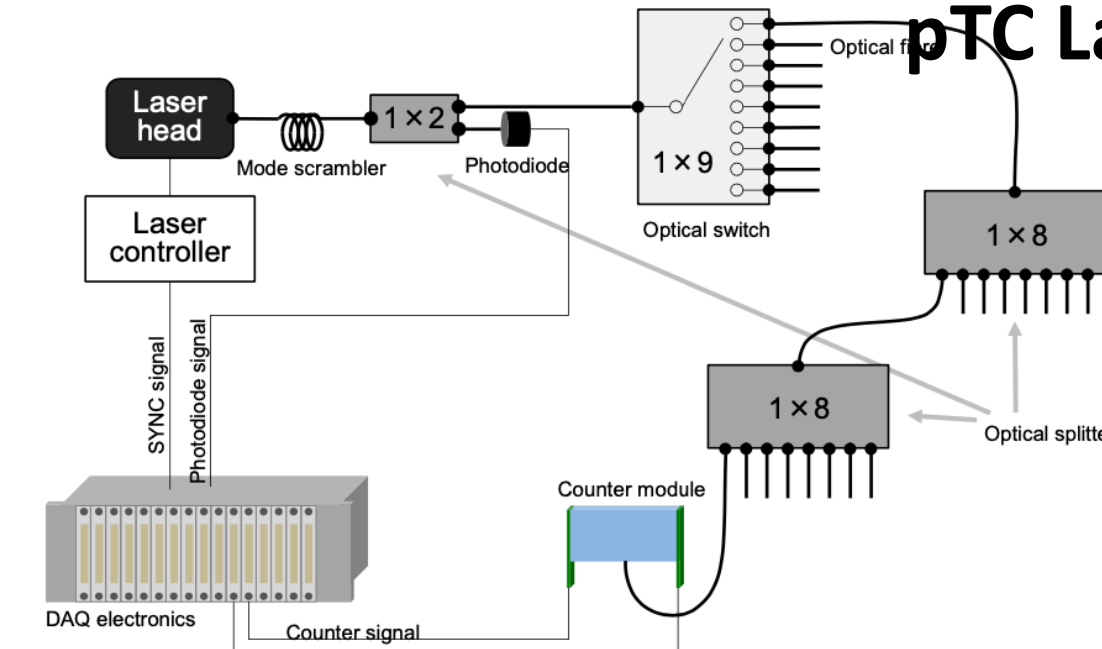 pTC La
Optical fibre
Laser
head
1×2
Mode scrambler
Photodiode
1×9
Optical switch
Laser
controller
1×8
SYNC signal
Photodiode signal
1×8
Optical splitte
Counter module
DAQ electronics
Counter signal